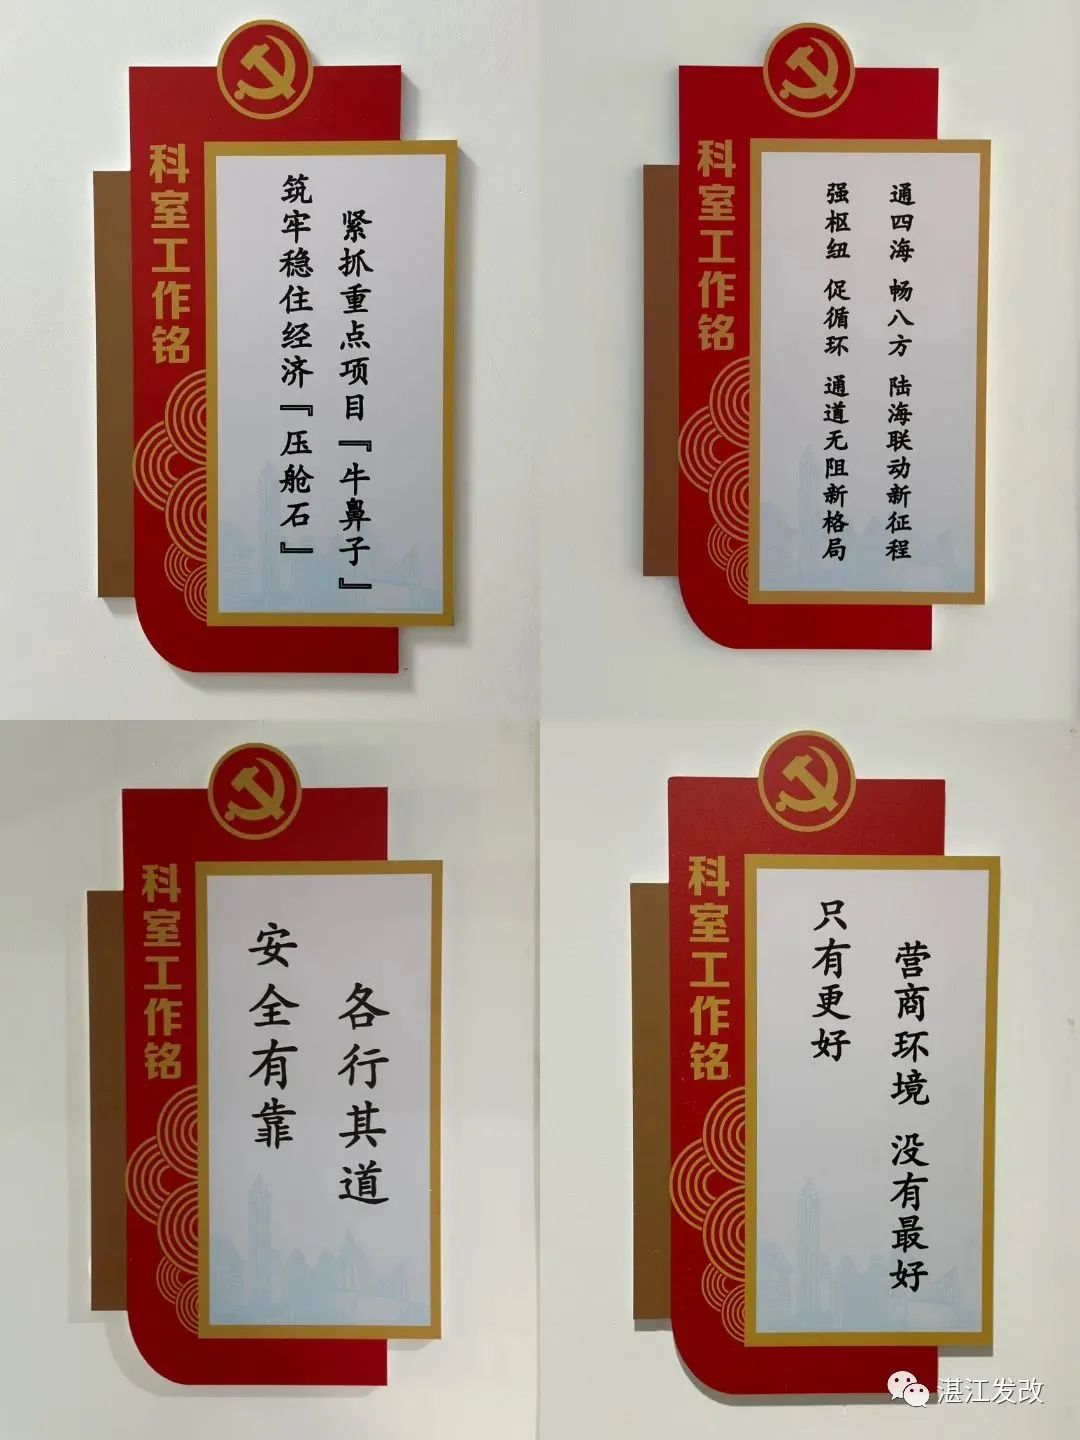 科室工作铭
紧抓重点项目『牛鼻子』
筑牢稳住经济『压舱石』
科室工作铭
通四海 畅八方 陆海联动新征程
强枢纽 促循环 通道无阻新格局
科室工作铭
各行其道
安全有靠
科室工作铭
营商环境 没有最好
只有更好
湛江发改